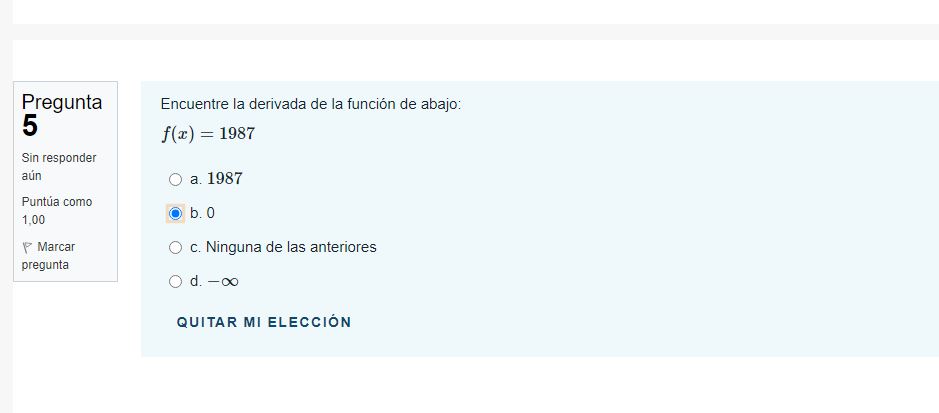 Pregunta
5
Sin responder
aún
Puntúa como
1,00
Marcar
pregunta
Encuentre la derivada de la función de abajo:
f(x) = 1987
a. 1987
b. 0
c. Ninguna de las anteriores
d. −∞
QUITAR MI ELECCIÓN